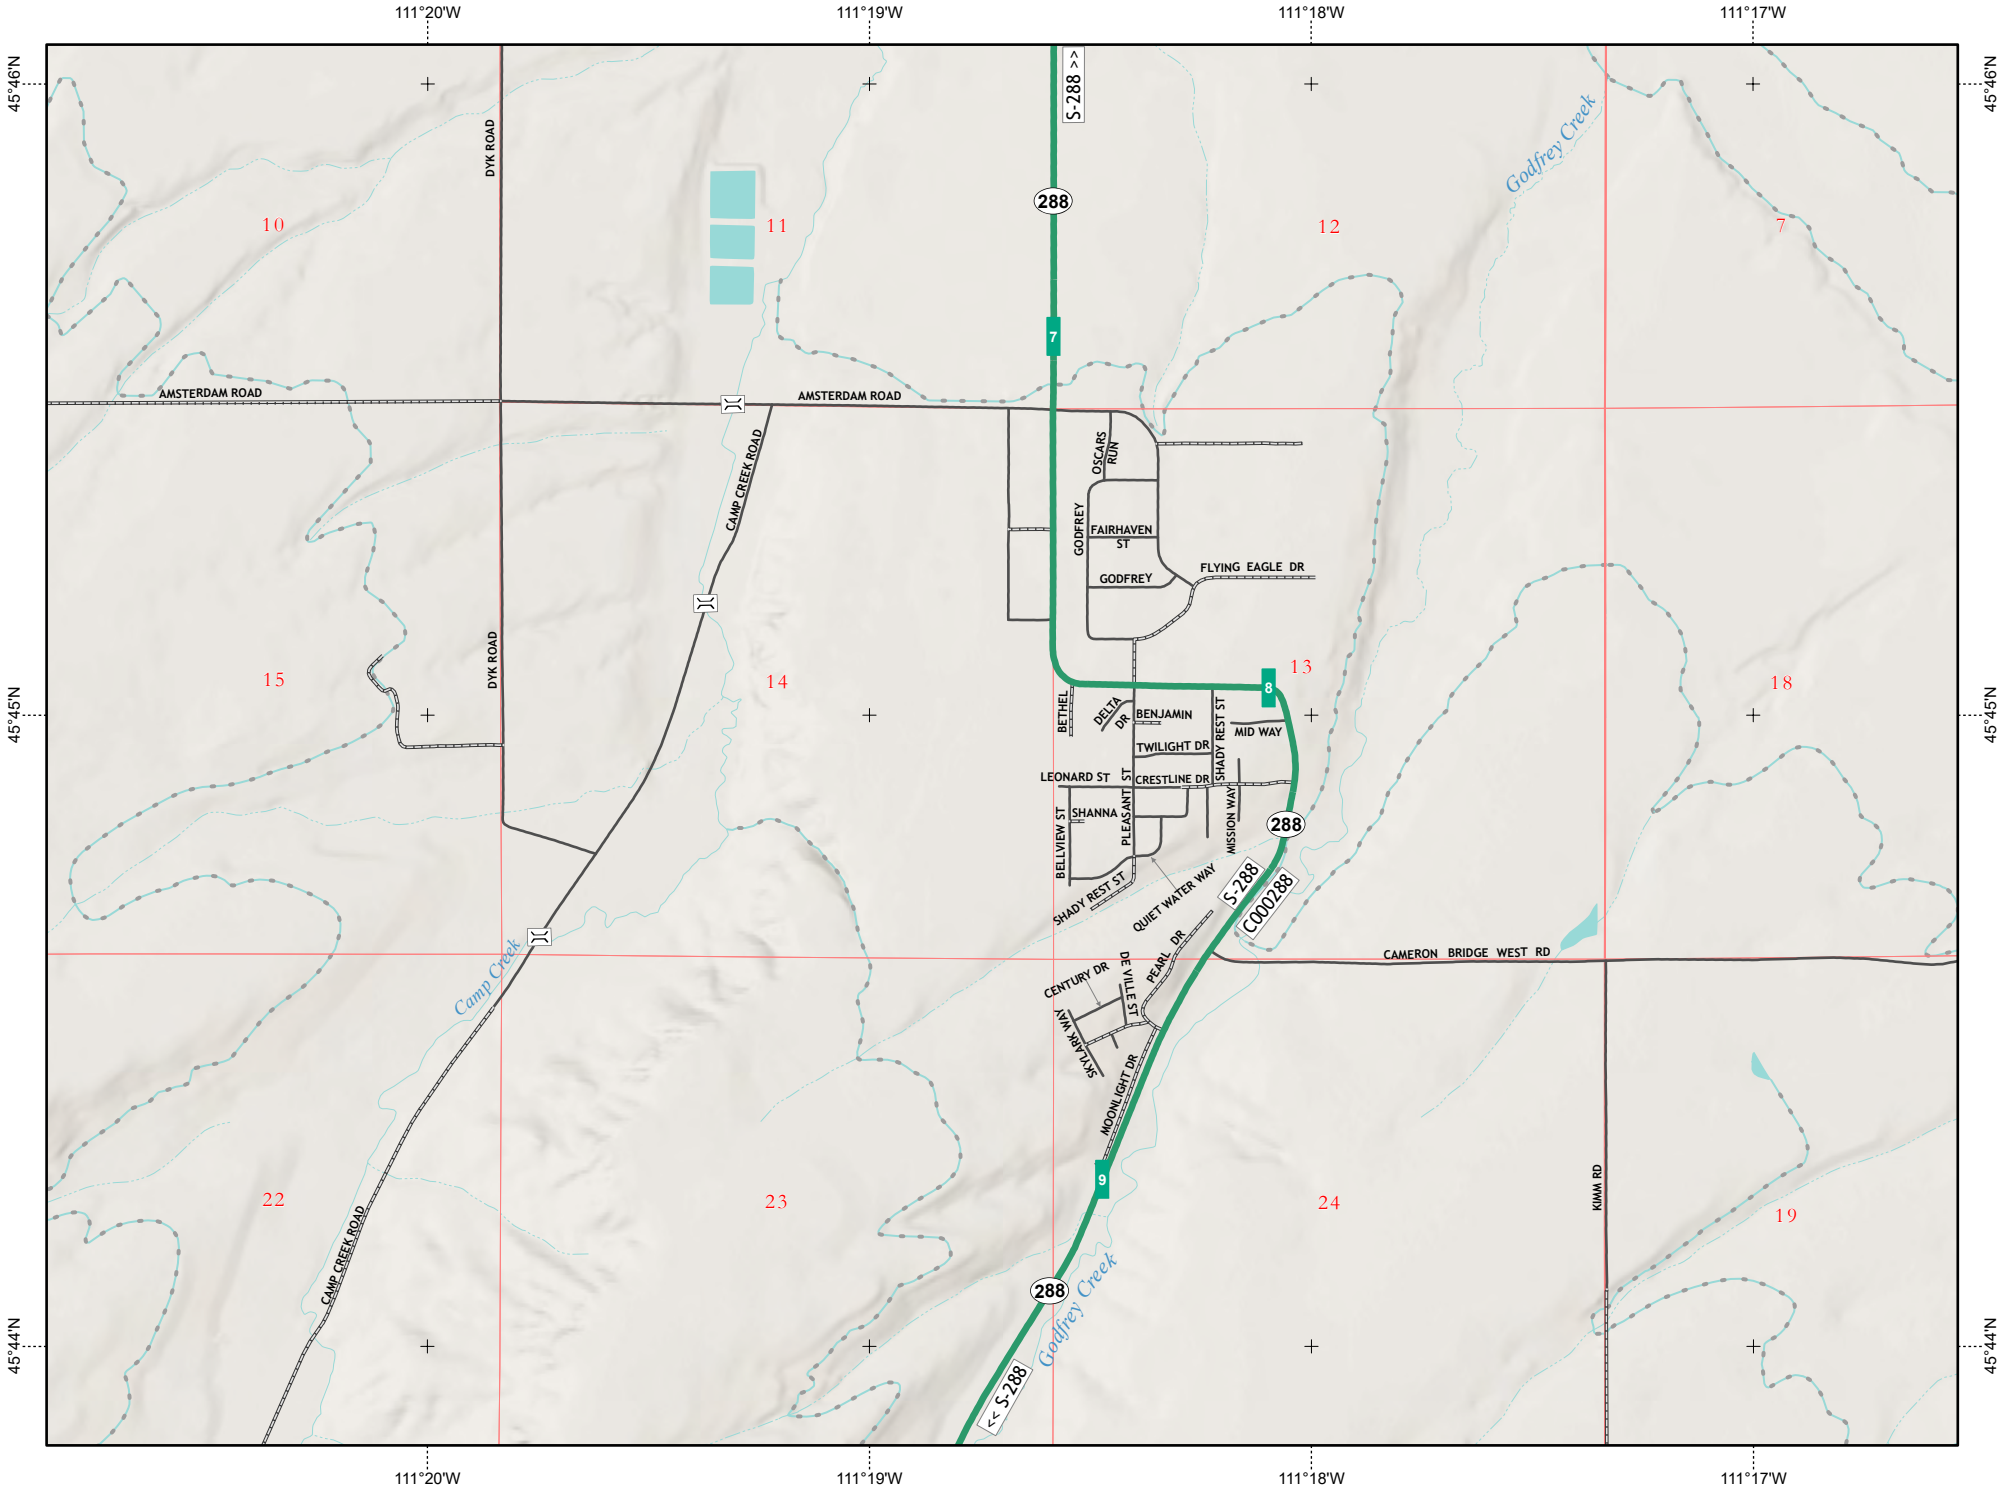 111°20'W
111°19'W
111°18'W
111°17'W
45°46'N
45°46'N
S-288 >>
DYK ROAD
Godfrey Creek
288
10
11
12
7
7
AMSTERDAM ROAD
AMSTERDAM ROAD
CAMP CREEK ROAD
OSCARS
RUN
GODFREY
FAIRHAVEN
ST
FLYING EAGLE DR
GODFREY
DYK ROAD
15
14
13
18
8
45°45'N
45°45'N
BETHEL
DELTA
DR
BENJAMIN
SHADY REST ST
MID WAY
TWILIGHT DR
LEONARD ST
CRESTLINE DR
PLEASANT ST
SHANNA
BELLVIEW ST
MISSION WAY
288
SHADY REST ST
QUIET WATER WAY
S-288
C000288
Camp Creek
CAMERON BRIDGE WEST RD
PEARL DR
DE VILLE ST
CENTURY DR
SKYLARK WAY
MOONLIGHT DR
9
22
23
24
19
KIMM RD
CAMP CREEK ROAD
288
Godfrey Creek
45°44'N
45°44'N
<< S-288
111°20'W
111°19'W
111°18'W
111°17'W